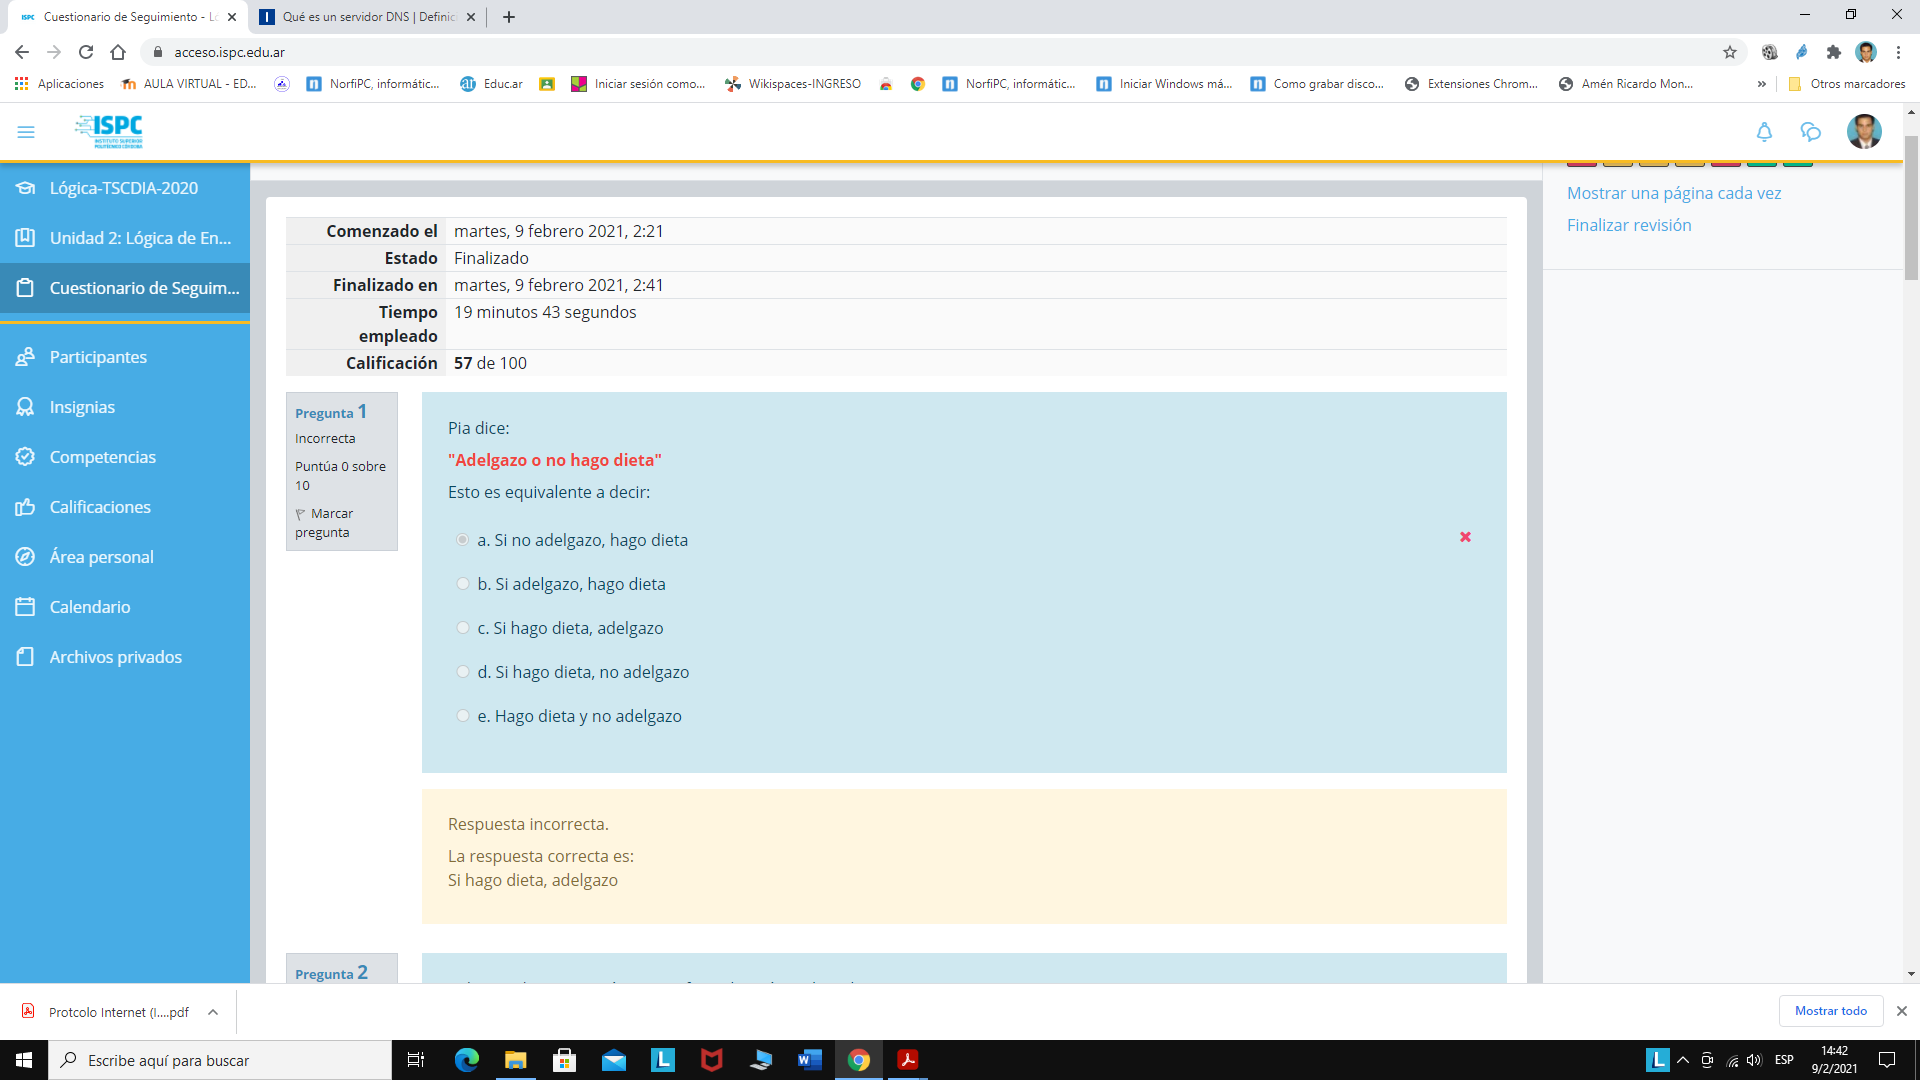 Cuestionario de Seguimiento - Lo
Qué es un servidor DNS | Definici
acceso.ispc.edu.ar
Aplicaciones
AULA VIRTUAL - ED...
NorfiPC, informátic...
Educ.ar
Iniciar sesión como...
Wikispaces-INGRESO
NorfiPC, informátic...
Iniciar Windows má...
Como grabar disco...
Extensiones Chrom...
Amén Ricardo Mon...
»
Otros marcadores
ISPC
INSTITUTO SUPERIOR
POLITÉCNICO CÓRDOBA
Lógica-TSCDIA-2020
Unidad 2: Lógica de En...
Cuestionario de Seguim...
Participantes
Insignias
Competencias
Calificaciones
Área personal
Calendario
Archivos privados
Mostrar una página cada vez
Finalizar revisión
Comenzado el martes, 9 febrero 2021, 2:21
Estado Finalizado
Finalizado en martes, 9 febrero 2021, 2:41
Tiempo empleado 19 minutos 43 segundos
Calificación 57 de 100
Pregunta 1
Incorrecta
Puntúa 0 sobre
10
Marcar
pregunta
Pia dice:
"Adelgazo o no hago dieta"
Esto es equivalente a decir:
a. Si no adelgazo, hago dieta
b. Si adelgazo, hago dieta
c. Si hago dieta, adelgazo
d. Si hago dieta, no adelgazo
e. Hago dieta y no adelgazo
Respuesta incorrecta.
La respuesta correcta es:
Si hago dieta, adelgazo
Pregunta 2
Protcolo Internet (I....pdf
Mostrar todo
Escribe aquí para buscar
ESP
14:42
9/2/2021